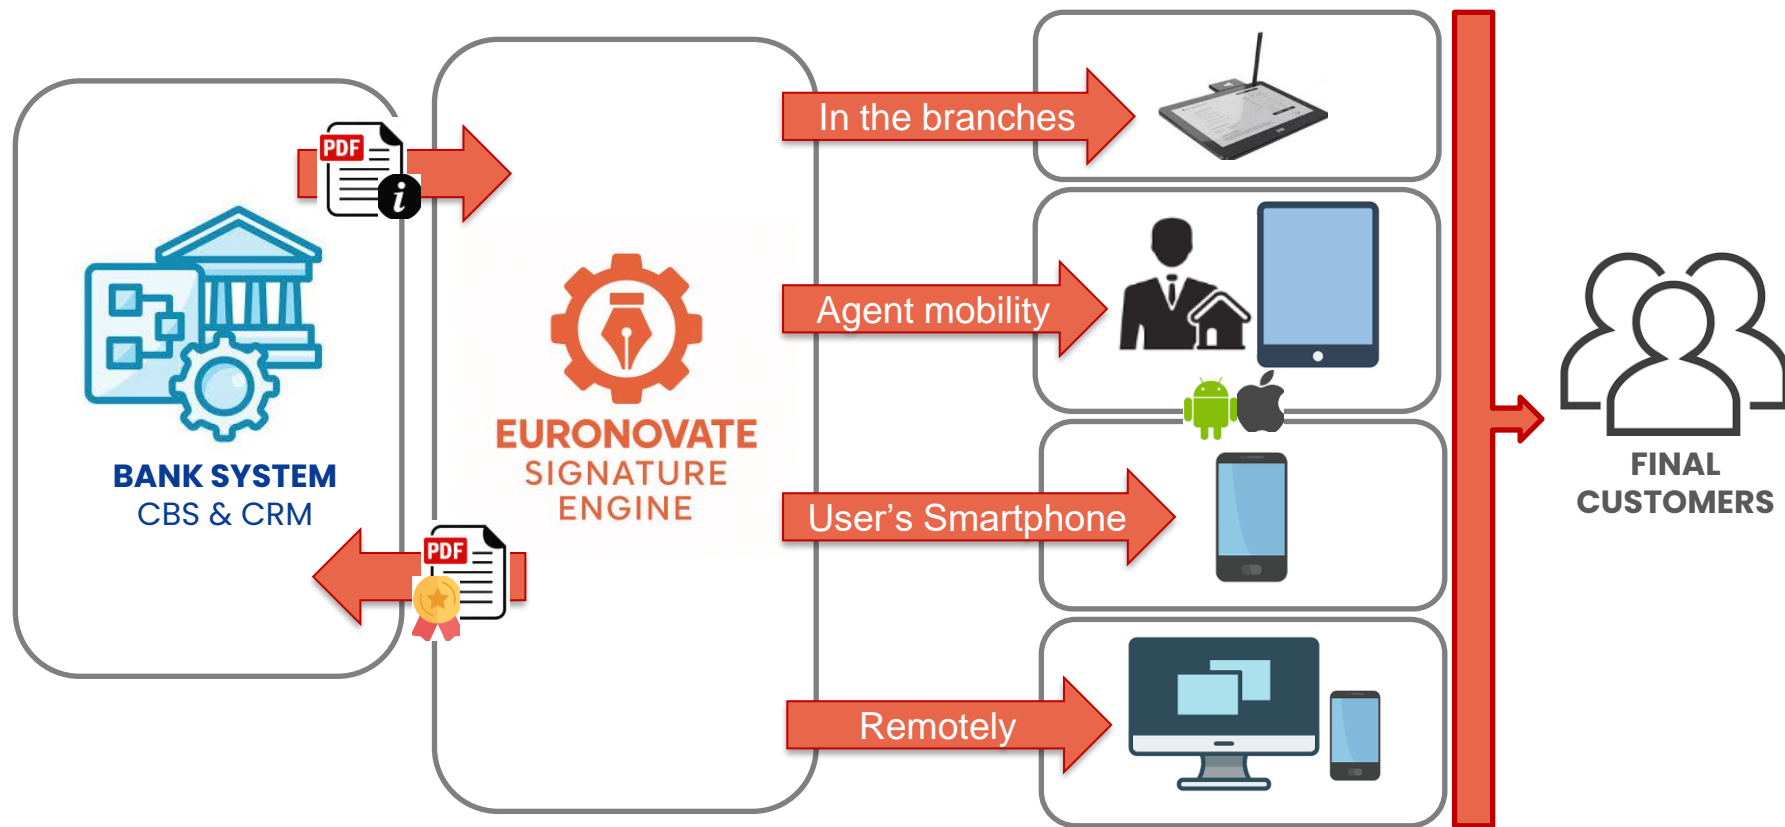 PDF
i
BANK SYSTEM
CBS & CRM
PDF
EURONOVATE
SIGNATURE
ENGINE
In the branches
Agent mobility
User’s Smartphone
Remotely
FINAL
CUSTOMERS